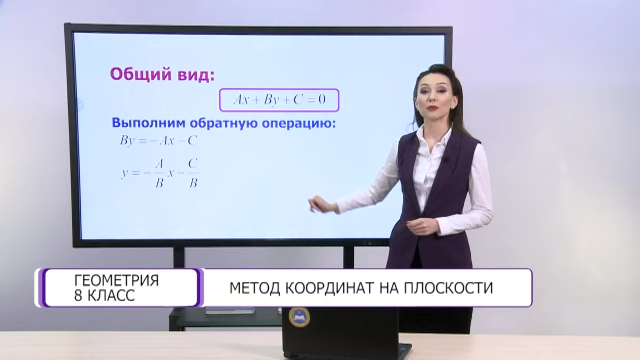 Общий вид:
Ax + By + C = 0
Выполним обратную операцию:
By = −Ax − C
y = −A/B x − C/B
ГЕОМЕТРИЯ
8 КЛАСС
МЕТОД КООРДИНАТ НА ПЛОСКОСТИ